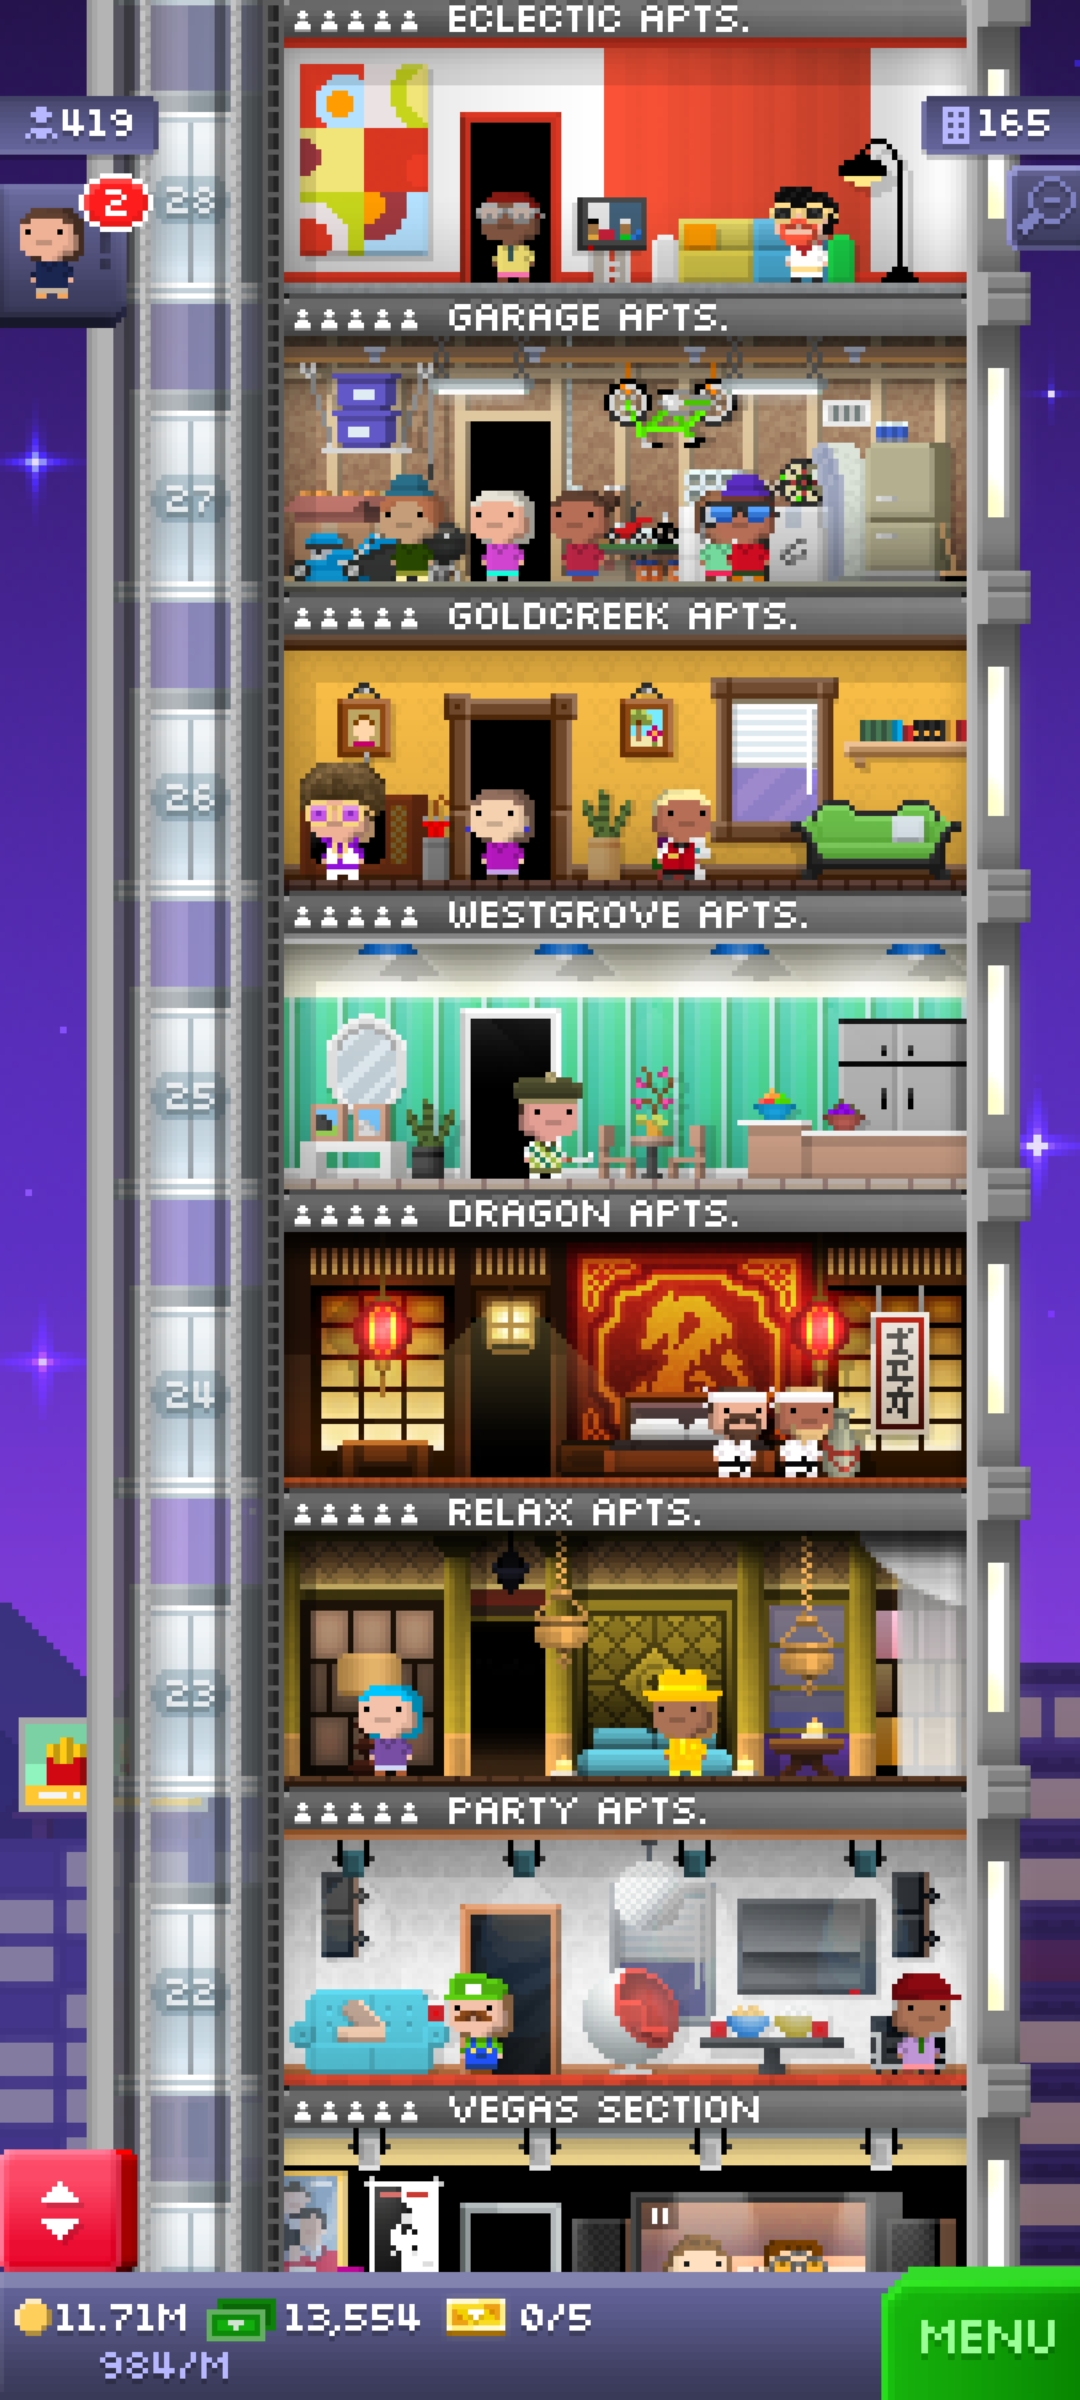 ECLECTIC APTS.
419
165
2
28
GARAGE APTS.
27
GOLDCREEK APTS.
26
WESTGROVE APTS.
25
DRAGON APTS.
24
RELAX APTS.
23
PARTY APTS.
22
VEGAS SECTION
11.71M 13,554 0/5
984/M
MENU